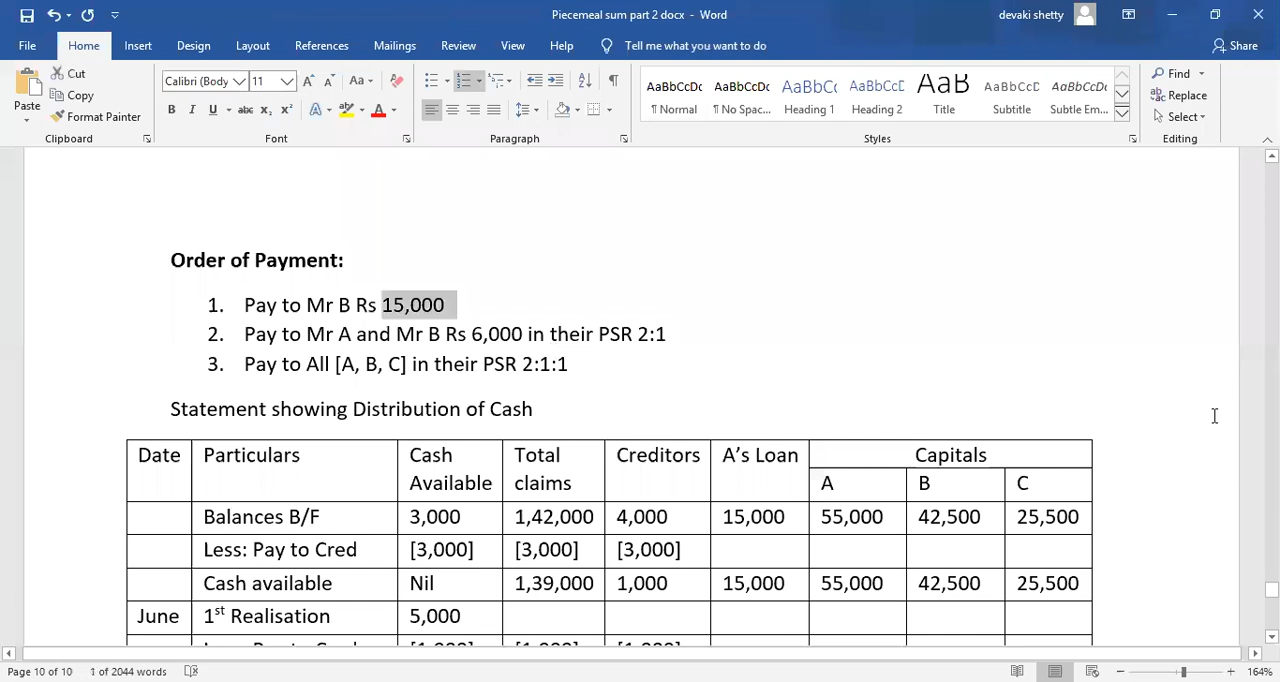 Piecemeal sum part 2 docx - Word
devaki shetty
File Home Insert Design Layout References Mailings Review View Help Tell me what you want to do Share
Paste
Cut
Copy
Format Painter
Clipboard
Calibri (Body 11
Font
Paragraph
AaBbCcDc AaBbCcDc AaBbCc AaBbCcC AaB AaBbCcC AaBbCcDc
¶ Normal ¶ No Spac... Heading 1 Heading 2 Title Subtitle Subtle Em...
Styles
Find
Replace
Select
Editing
Order of Payment:
1. Pay to Mr B Rs 15,000
2. Pay to Mr A and Mr B Rs 6,000 in their PSR 2:1
3. Pay to All [A, B, C] in their PSR 2:1:1
Statement showing Distribution of Cash
Date Particulars Cash Available Total claims Creditors A's Loan Capitals
A B C
Balances B/F 3,000 1,42,000 4,000 15,000 55,000 42,500 25,500
Less: Pay to Cred [3,000] [3,000] [3,000]
Cash available Nil 1,39,000 1,000 15,000 55,000 42,500 25,500
June 1st Realisation 5,000
Page 10 of 10 1 of 2044 words 164%